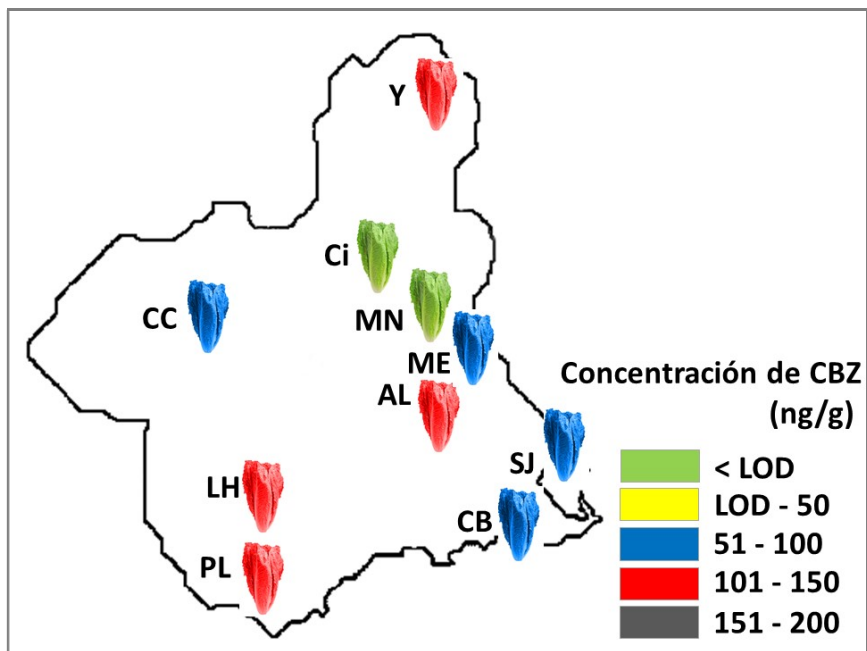 Y
Ci
CC
MN
ME
AL
Concentración de CBZ
(ng/g)
SJ
< LOD
LH
LOD - 50
CB
51 - 100
PL
101 - 150
151 - 200